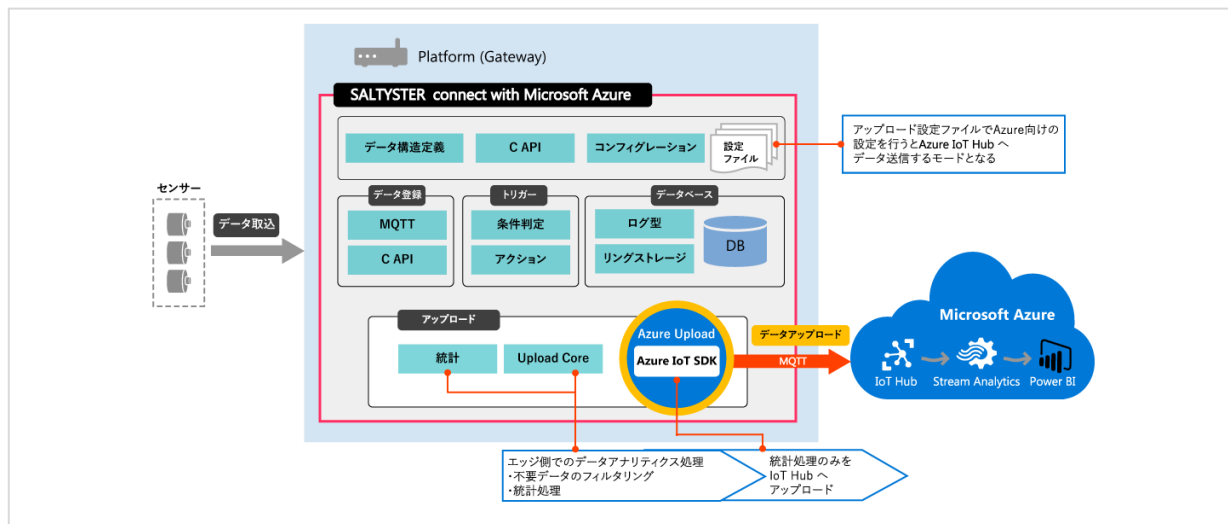 Platform (Gateway)
SALTYSTER connect with Microsoft Azure
データ構造定義
C API
コンフィグレーション
設定
ファイル
アップロード設定ファイルでAzure向けの
設定を行うとAzure IoT Hub へ
データ送信するモードとなる
センサー
データ取込
データ登録
MQTT
C API
トリガー
条件判定
アクション
データベース
ログ型
リングストレージ
DB
アップロード
統計
Upload Core
Azure Upload
Azure IoT SDK
データアップロード
MQTT
Microsoft Azure
IoT Hub
Stream Analytics
Power BI
エッジ側でのデータアナリティクス処理
・不要データのフィルタリング
・統計処理
統計処理のみを
IoT Hub へ
アップロード